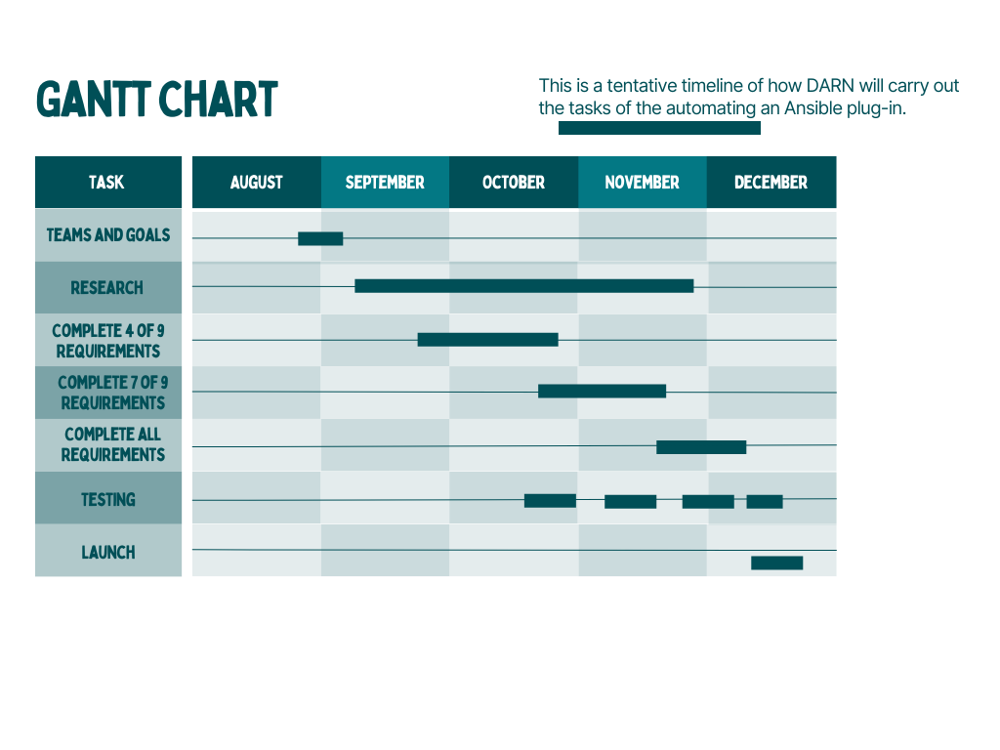 GANTT CHART
This is a tentative timeline of how DARN will carry out
the tasks of the automating an Ansible plug-in.
TASK
AUGUST
SEPTEMBER
OCTOBER
NOVEMBER
DECEMBER
TEAMS AND GOALS
RESEARCH
COMPLETE 4 OF 9
REQUIREMENTS
COMPLETE 7 OF 9
REQUIREMENTS
COMPLETE ALL
REQUIREMENTS
TESTING
LAUNCH